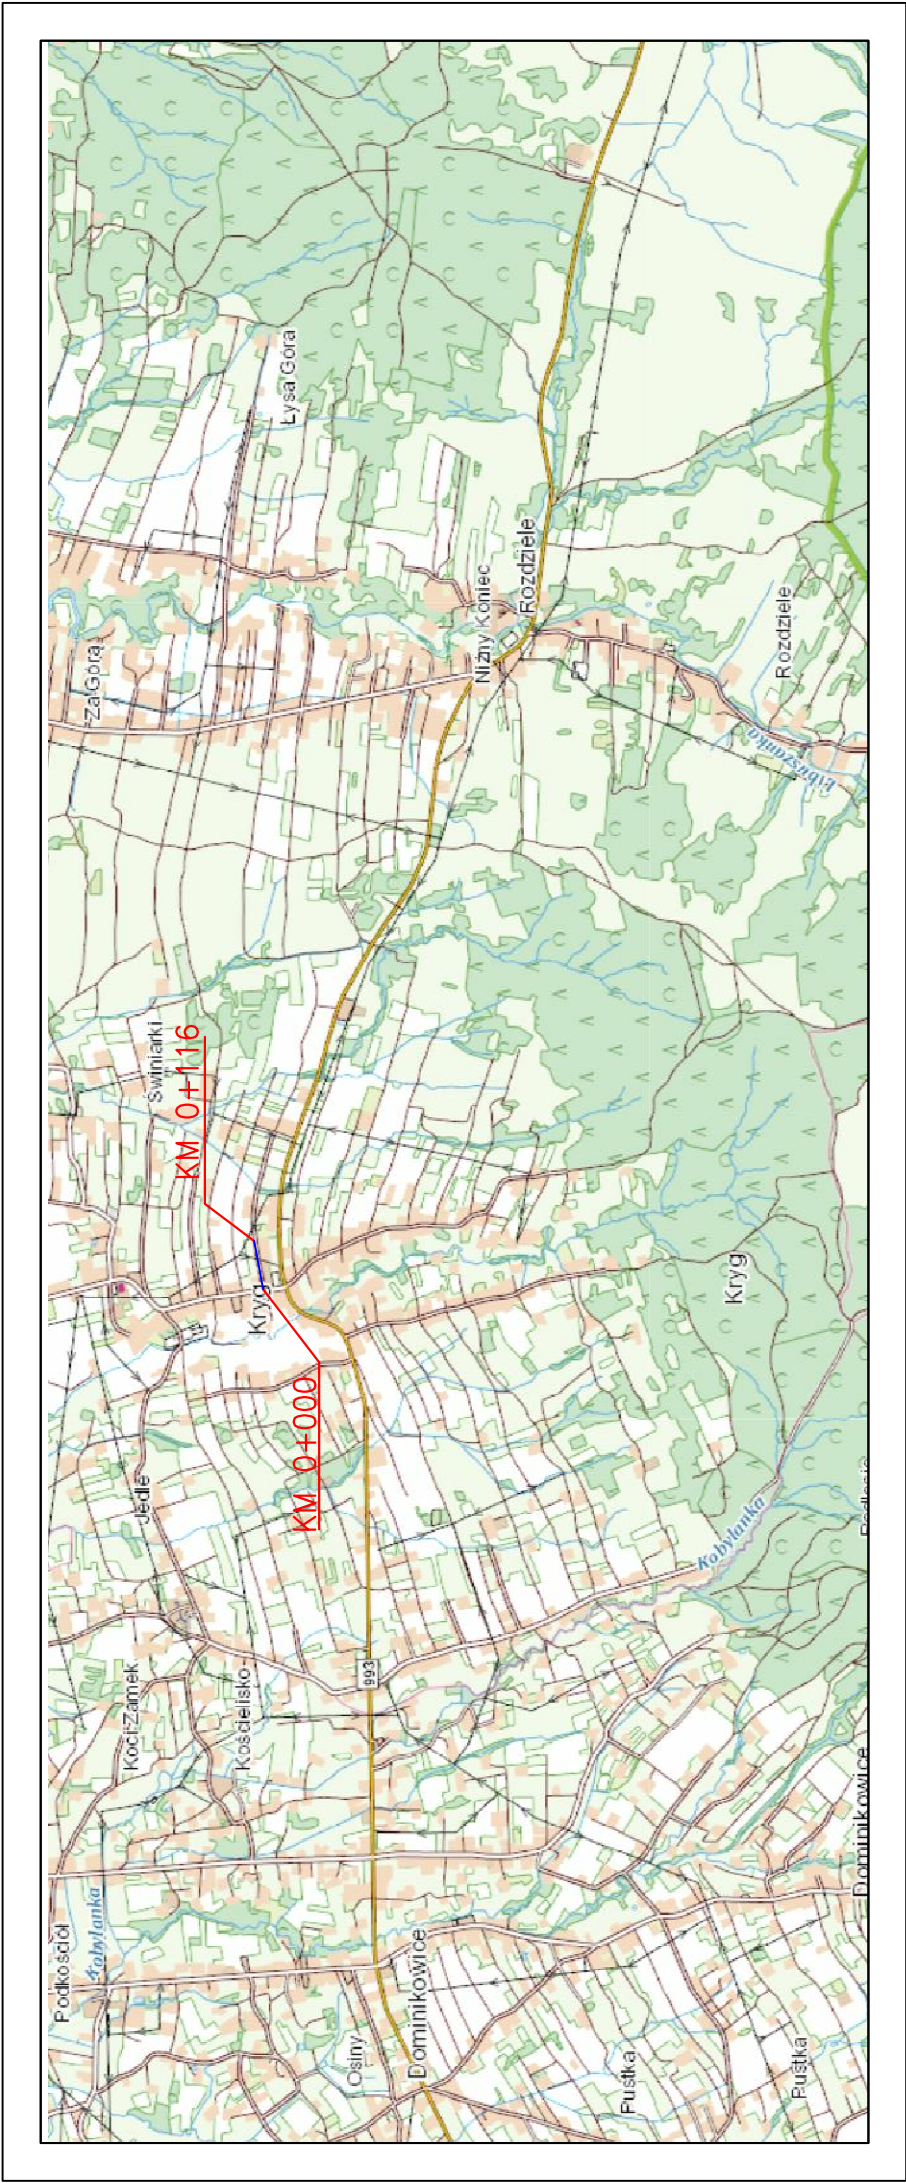 Łysa Góra
Za Górą
Niżny Koniec
Rozdziele
Rozdziele
Libuszanka
Świniarki
KM 0+116
Kryg
KM 0+000
Kryg
Jedle
Kobylanka
993
Koci Zamek
Kościelisko
Podkościół
Kobylanka
Dominikowice
Dominikowice
Osiny
Pustka
Pustka